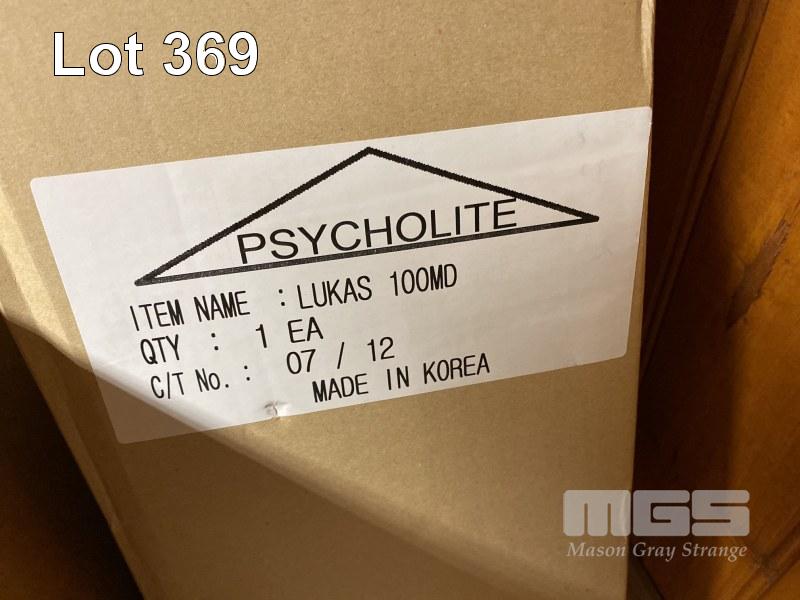 Lot 369
PSYCHOLITE
ITEM NAME : LUKAS 100MD
QTY : 1 EA
C/T No. : 07 / 12
MADE IN KOREA
MGS
Mason Gray Strange